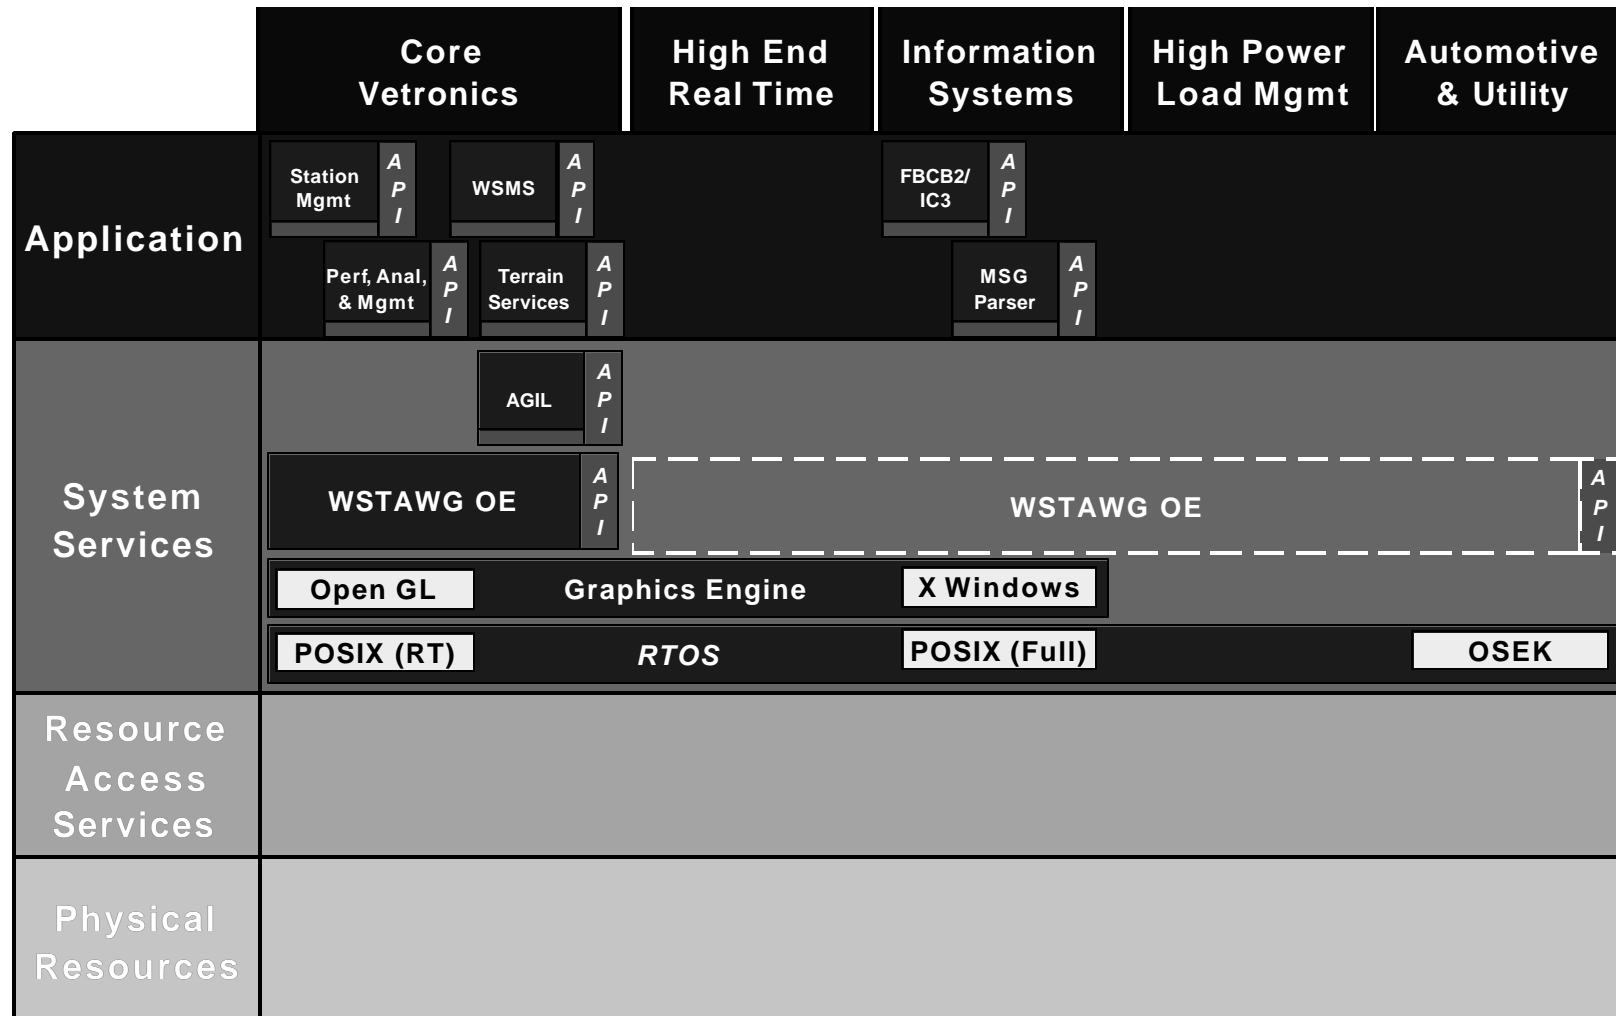 Core
Vetronics
High End
Real Time
Information
Systems
High Power
Load Mgmt
Automotive
& Utility
Application
Station
Mgmt
A
P
I
WSMS
A
P
I
FBCB2/
IC3
A
P
I
Perf, Anal,
& Mgmt
A
P
I
Terrain
Services
A
P
I
MSG
Parser
A
P
I
System
Services
AGIL
A
P
I
WSTAWG OE
A
P
I
WSTAWG OE
A
P
I
Open GL
Graphics Engine
X Windows
POSIX (RT)
RTOS
POSIX (Full)
OSEK
Resource
Access
Services
Physical
Resources